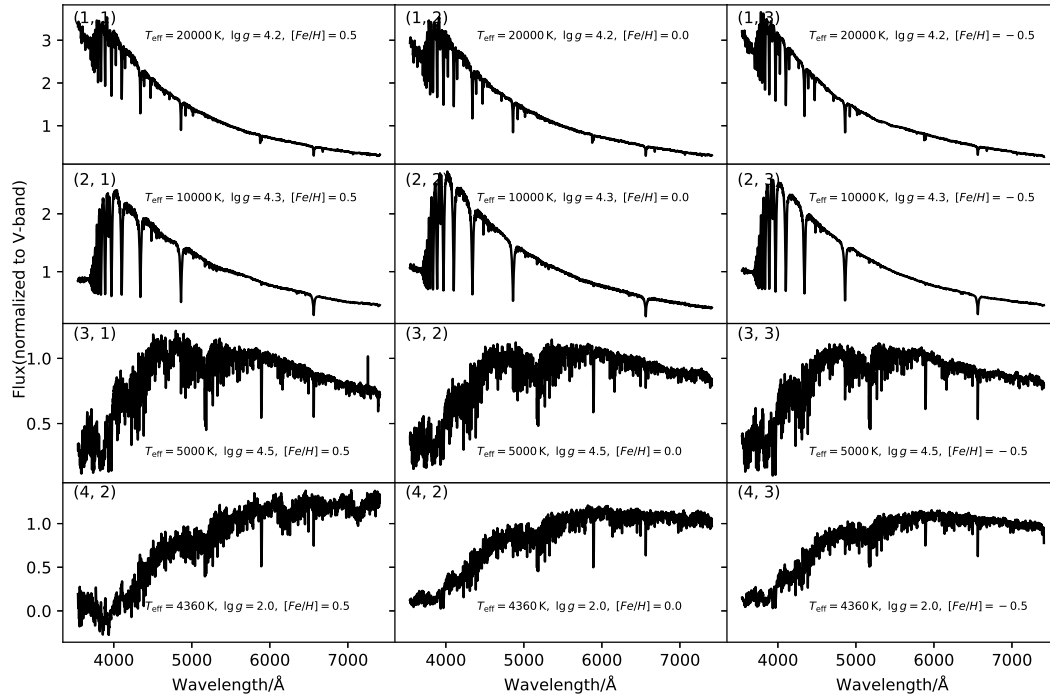 (1, 1) (1, 2) (1, 3)
T_eff = 20000 K, lg g = 4.2, [Fe/H] = 0.5 T_eff = 20000 K, lg g = 4.2, [Fe/H] = 0.0 T_eff = 20000 K, lg g = 4.2, [Fe/H] = −0.5
3
2
1
(2, 1) (2, 2) (2, 3)
T_eff = 10000 K, lg g = 4.3, [Fe/H] = 0.5 T_eff = 10000 K, lg g = 4.3, [Fe/H] = 0.0 T_eff = 10000 K, lg g = 4.3, [Fe/H] = −0.5
2
1
Flux(normalized to V-band)
(3, 1) (3, 2) (3, 3)
1.0
0.5
T_eff = 5000 K, lg g = 4.5, [Fe/H] = 0.5 T_eff = 5000 K, lg g = 4.5, [Fe/H] = 0.0 T_eff = 5000 K, lg g = 4.5, [Fe/H] = −0.5
(4, 2) (4, 2) (4, 3)
1.0
0.5
0.0
T_eff = 4360 K, lg g = 2.0, [Fe/H] = 0.5 T_eff = 4360 K, lg g = 2.0, [Fe/H] = 0.0 T_eff = 4360 K, lg g = 2.0, [Fe/H] = −0.5
4000 5000 6000 7000 4000 5000 6000 7000 4000 5000 6000 7000
Wavelength/Å Wavelength/Å Wavelength/Å